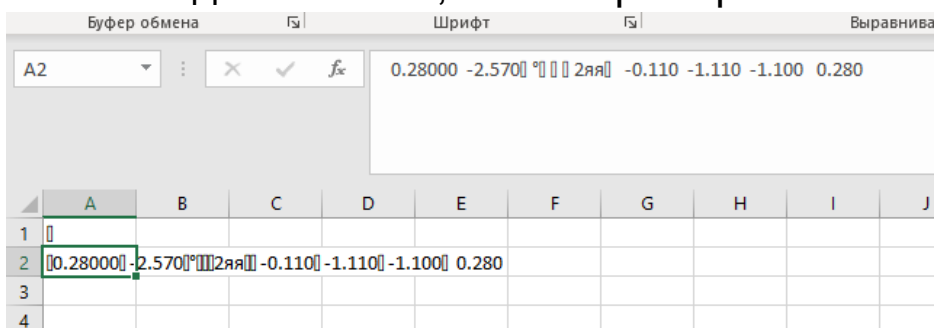 Буфер обмена Шрифт Выравнива
A2 fx 0.28000 -2.570▯ °▯ ▯ ▯ 2яя▯ -0.110 -1.110 -1.100 0.280
A B C D E F G H I J
1 ▯
2 ▯0.28000▯ -2.570▯°▯▯▯2яя▯▯ -0.110▯ -1.110▯ -1.100▯ 0.280
3
4